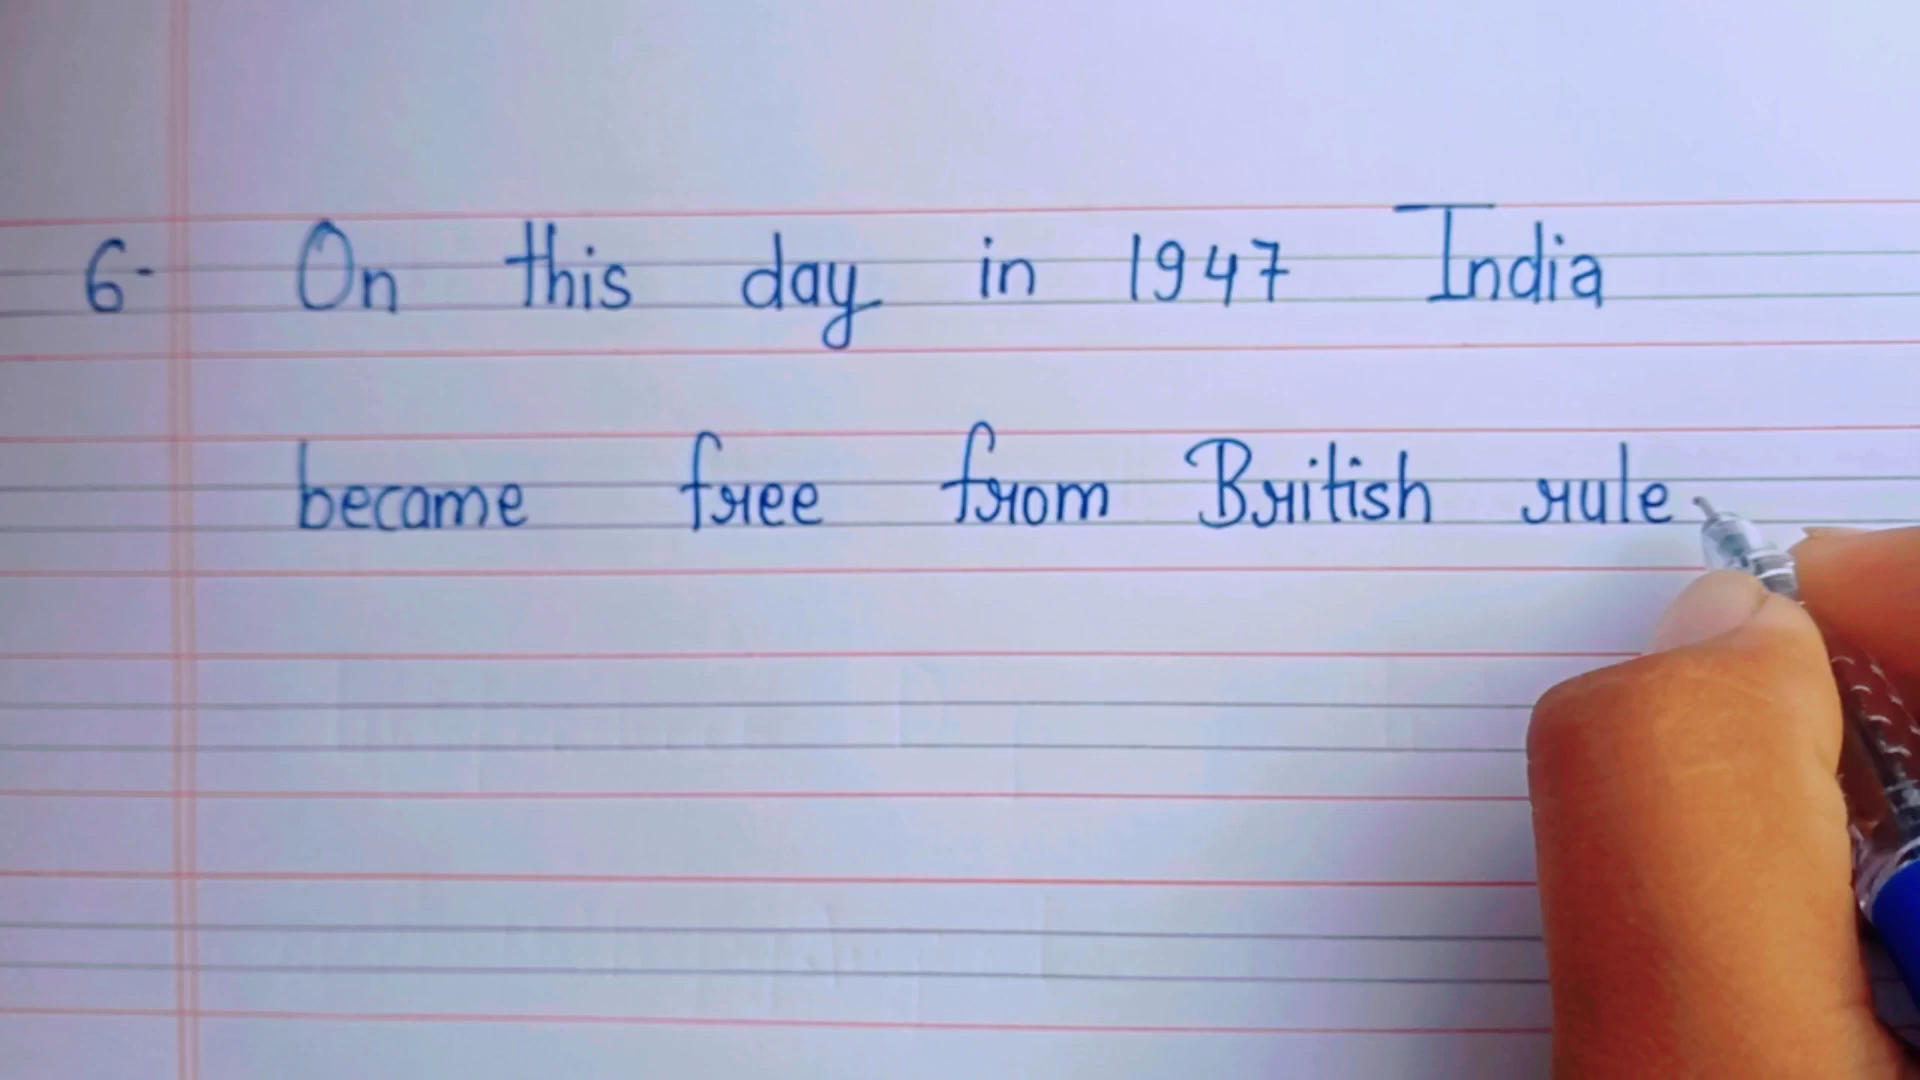 6- On this day in 1947 India
became free from British rule